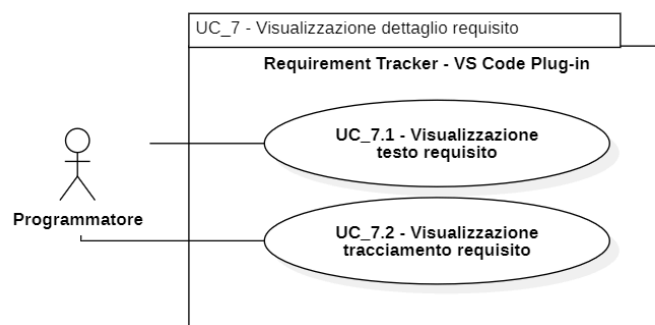 UC_7 - Visualizzazione dettaglio requisito
Requirement Tracker - VS Code Plug-in
UC_7.1 - Visualizzazione
testo requisito
Programmatore
UC_7.2 - Visualizzazione
tracciamento requisito